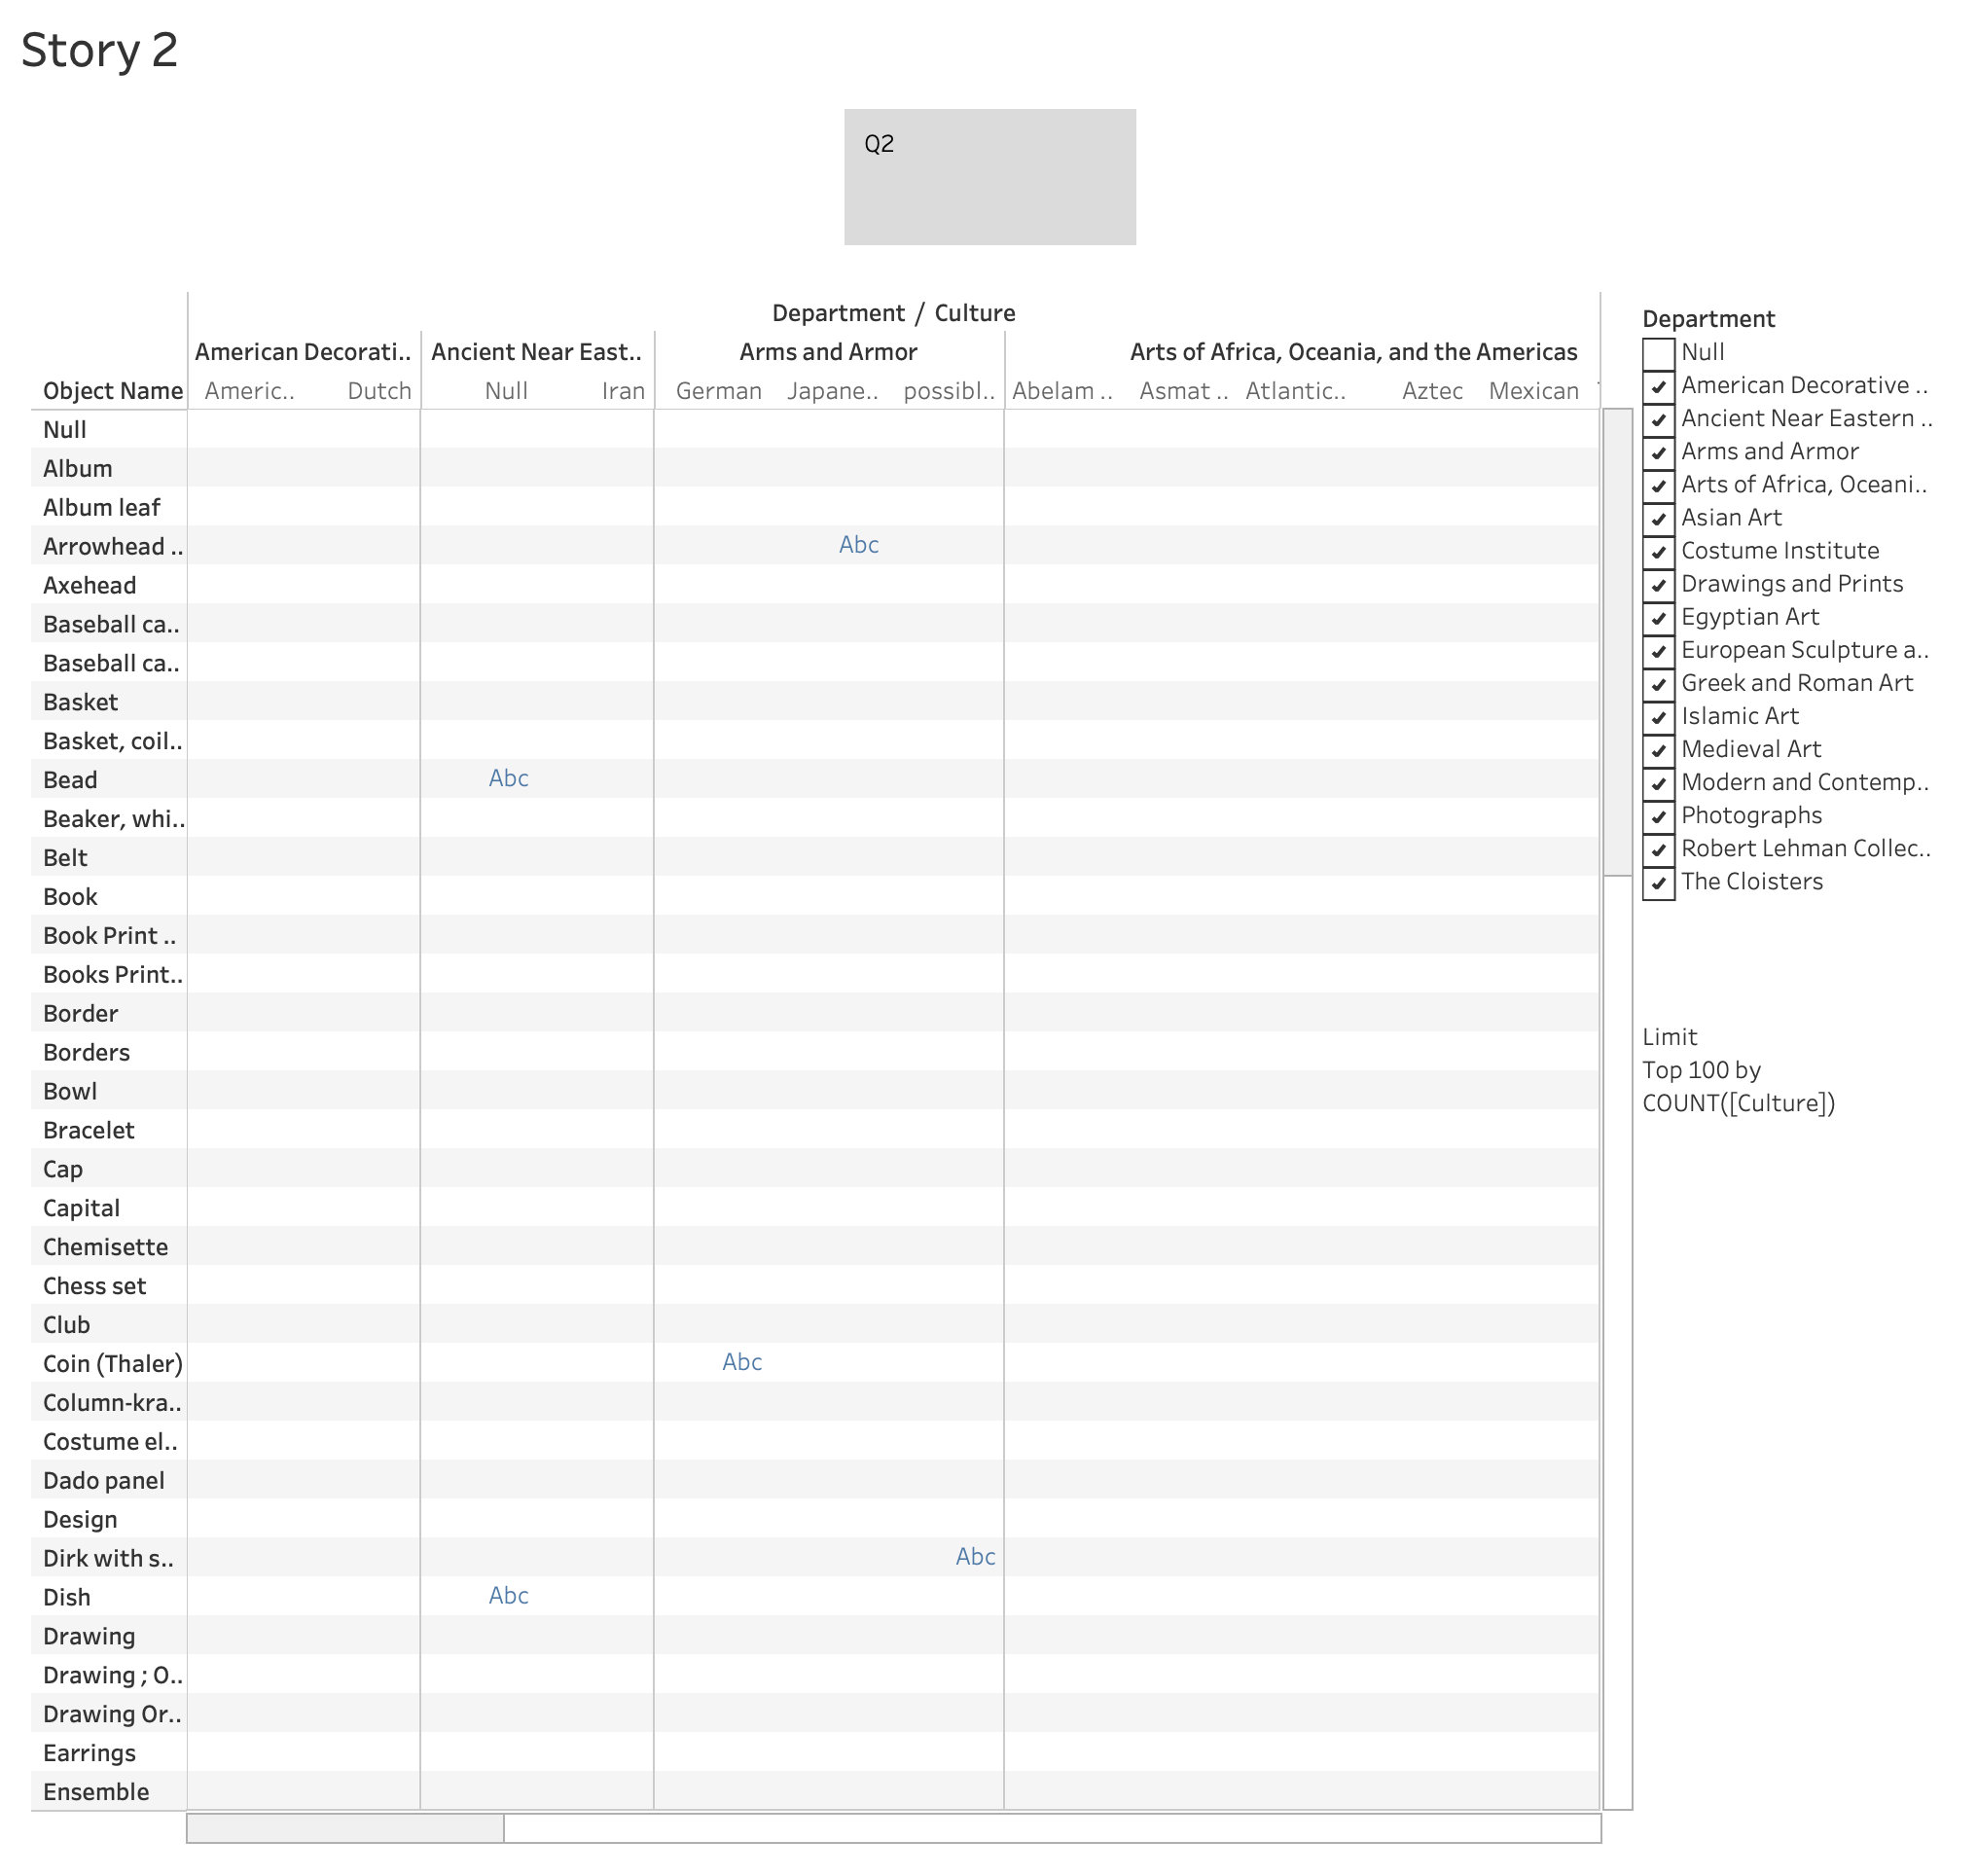 Story 2
Q2
Department / Culture
American Decorati.. Ancient Near East.. Arms and Armor Arts of Africa, Oceania, and the Americas
Object Name Americ.. Dutch Null Iran German Japane.. possibl.. Abelam .. Asmat .. Atlantic.. Aztec Mexican
Null
Album
Album leaf
Arrowhead .. Abc
Axehead
Baseball ca..
Baseball ca..
Basket
Basket, coil..
Bead Abc
Beaker, whi..
Belt
Book
Book Print ..
Books Print..
Border
Borders
Bowl
Bracelet
Cap
Capital
Chemisette
Chess set
Club
Coin (Thaler) Abc
Column-kra..
Costume el..
Dado panel
Design
Dirk with s.. Abc
Dish Abc
Drawing
Drawing ; O..
Drawing Or..
Earrings
Ensemble
Department
Null
American Decorative ..
Ancient Near Eastern ..
Arms and Armor
Arts of Africa, Oceani..
Asian Art
Costume Institute
Drawings and Prints
Egyptian Art
European Sculpture a..
Greek and Roman Art
Islamic Art
Medieval Art
Modern and Contemp..
Photographs
Robert Lehman Collec..
The Cloisters
Limit
Top 100 by
COUNT([Culture])